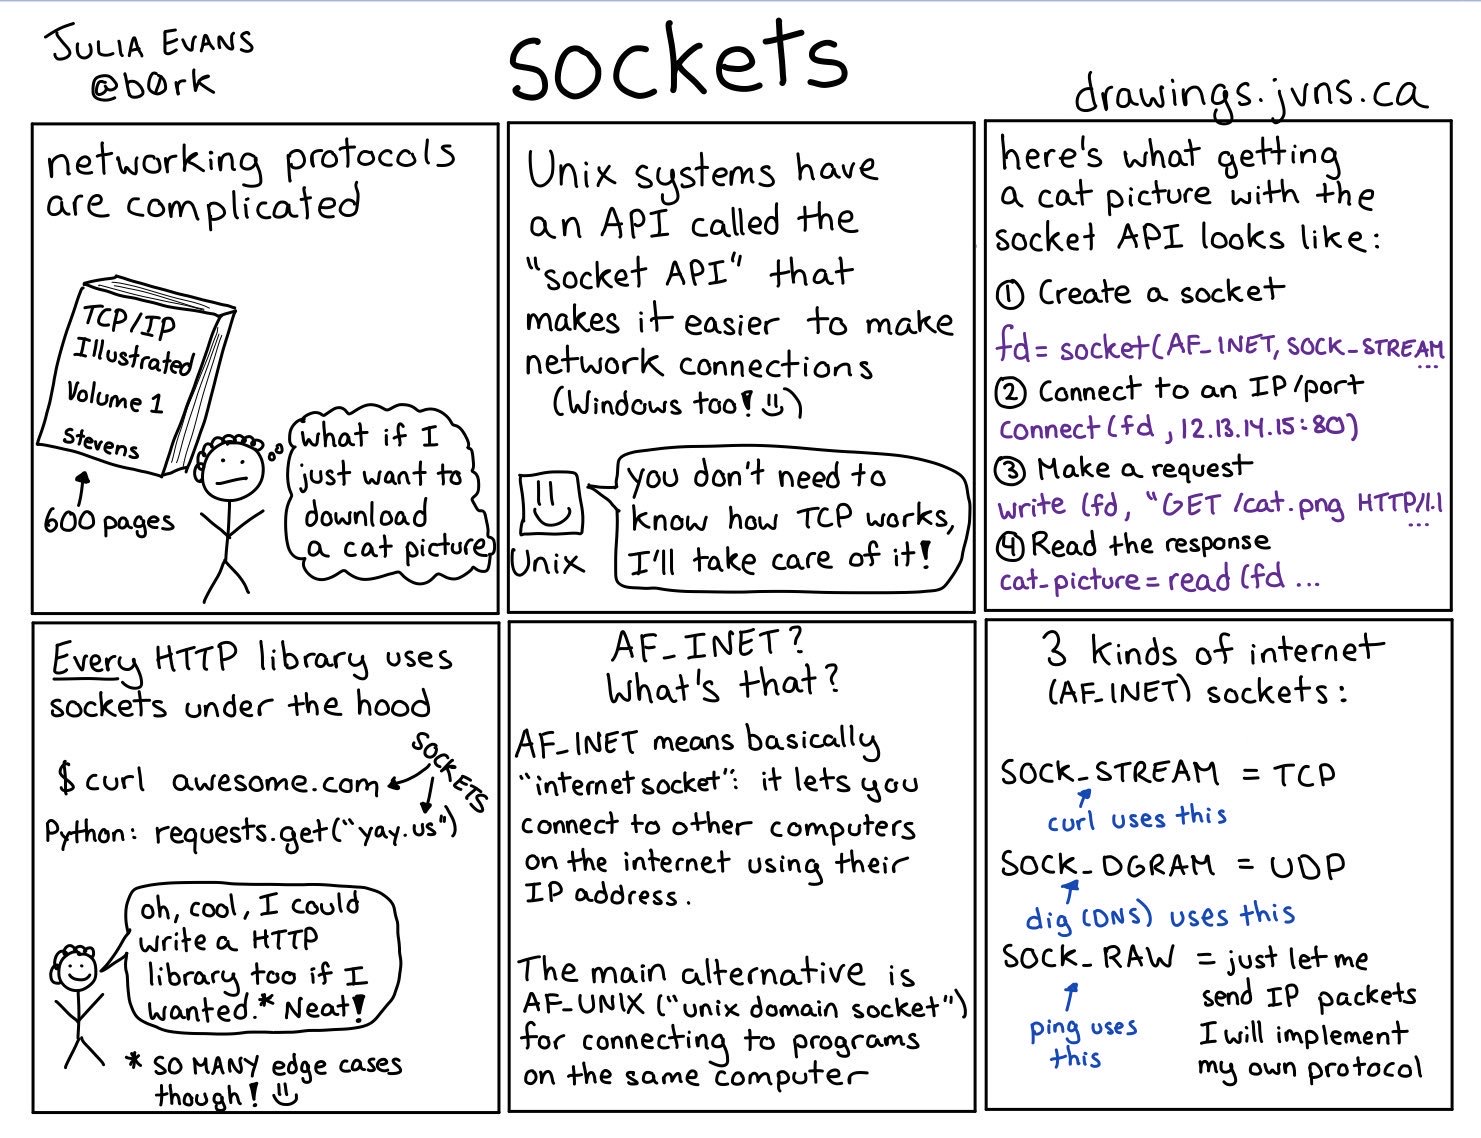 JULIA EVANS
@b0rk
sockets
drawings.jvns.ca
networking protocols
are complicated
TCP/IP
Illustrated
Volume 1
Stevens
600 pages
what if I
just want to
download
a cat picture
Unix systems have
an API called the
"socket API" that
makes it easier to make
network connections
(Windows too! ☺)
Unix
you don't need to
know how TCP works,
I'll take care of it!
here's what getting
a cat picture with the
socket API looks like:
① Create a socket
fd = socket(AF_INET, SOCK_STREAM
...
② Connect to an IP/port
connect(fd, 12.13.14.15:80)
③ Make a request
write (fd, "GET /cat.png HTTP/1.1
...
④ Read the response
cat_picture = read (fd ...
Every HTTP library uses
sockets under the hood
$ curl awesome.com
SOCKETS
Python: requests.get("yay.us")
oh, cool, I could
write a HTTP
library too if I
wanted.* Neat!
* SO MANY edge cases
though! ☺
AF_INET?
What's that?
AF_INET means basically
"internet socket": it lets you
connect to other computers
on the internet using their
IP address.
The main alternative is
AF_UNIX ("unix domain socket")
for connecting to programs
on the same computer
3 kinds of internet
(AF_INET) sockets:
SOCK_STREAM = TCP
curl uses this
SOCK_DGRAM = UDP
dig (DNS) uses this
SOCK_RAW = just let me
send IP packets
ping uses
this
I will implement
my own protocol